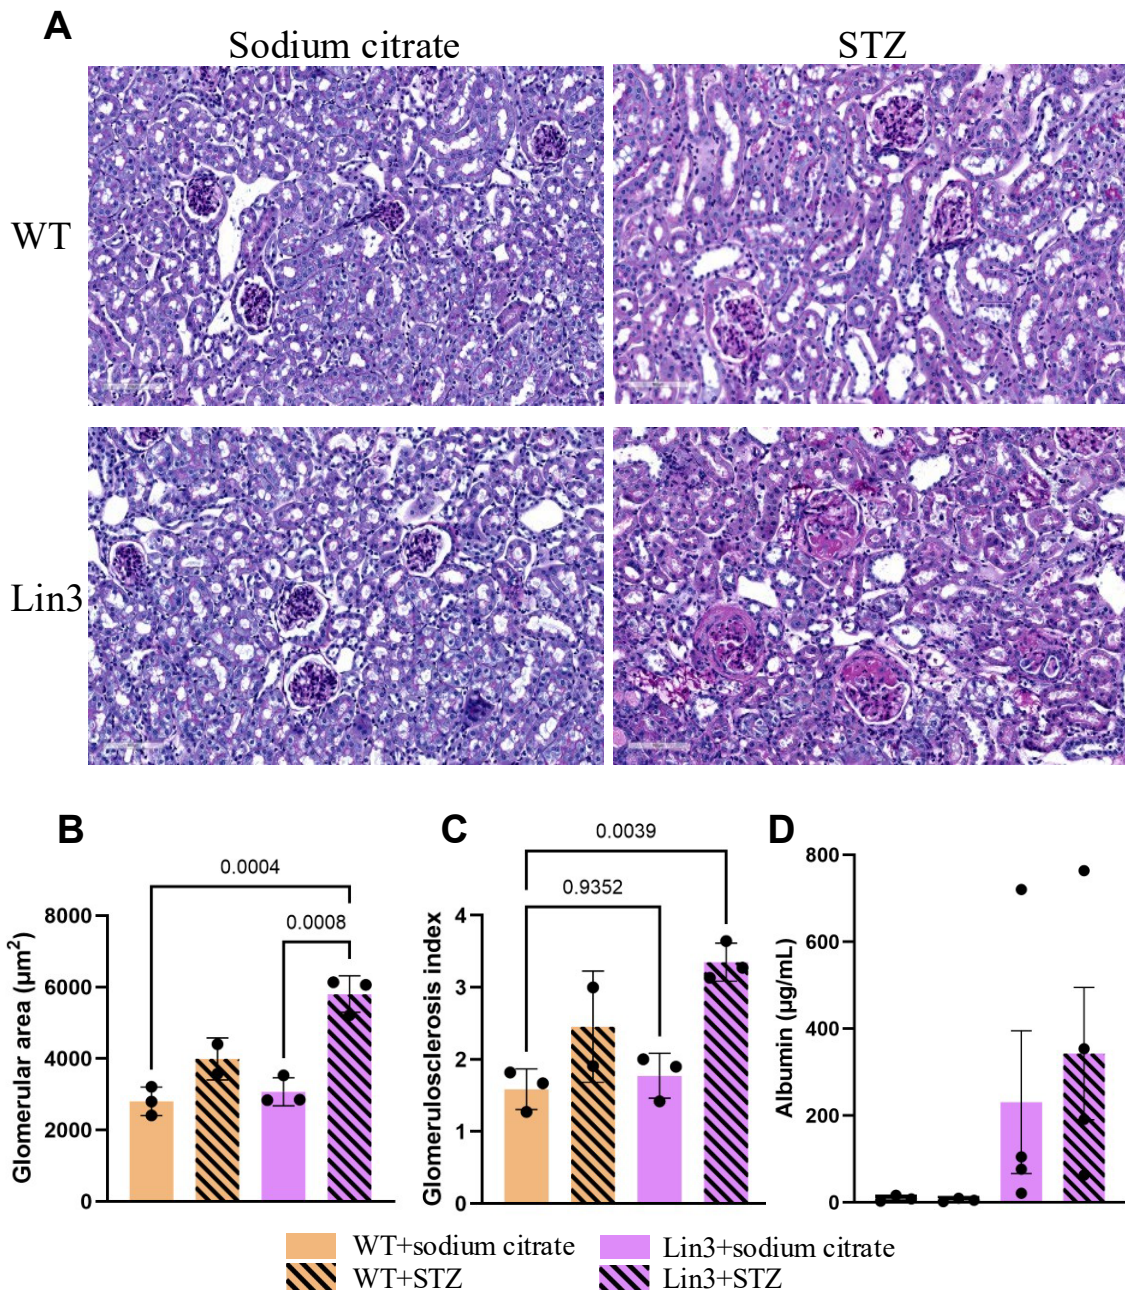 A
Sodium citrate
STZ
WT
Lin3
B
0.0004
0.0008
8000
6000
4000
2000
0
Glomerular area (µm²)
C
0.0039
0.9352
4
3
2
1
0
Glomerulosclerosis index
D
800
600
400
200
0
Albumin (µg/mL)
WT+sodium citrate
Lin3+sodium citrate
WT+STZ
Lin3+STZ